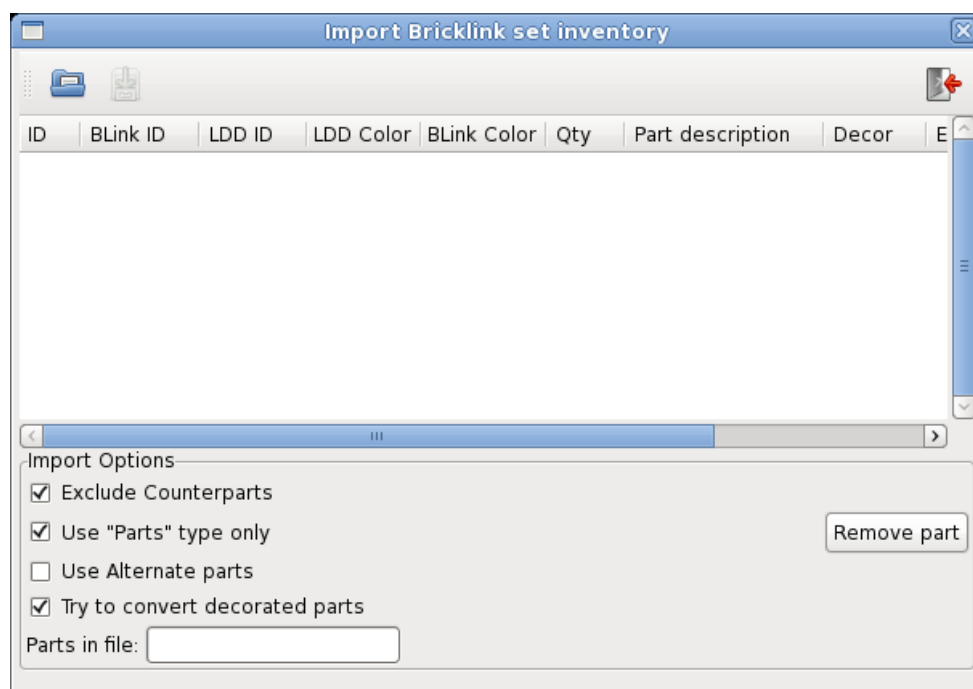 Import Bricklink set inventory
ID BLink ID LDD ID LDD Color BLink Color Qty Part description Decor E
Import Options
Exclude Counterparts
Use "Parts" type only
Remove part
Use Alternate parts
Try to convert decorated parts
Parts in file: